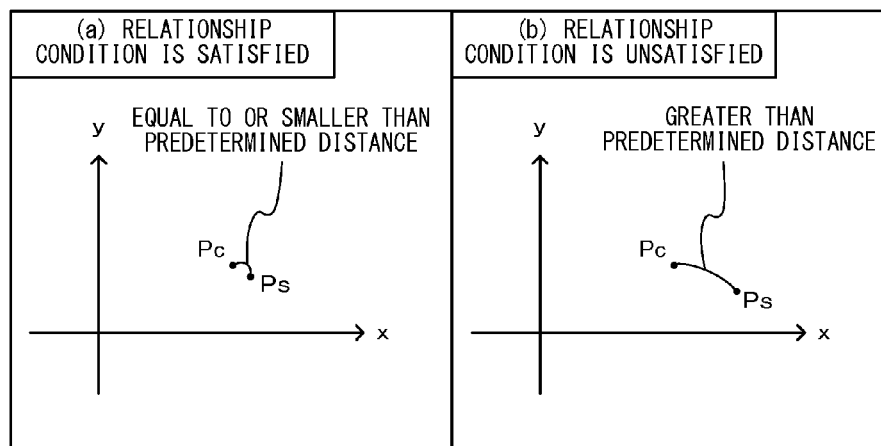 (a) RELATIONSHIP
CONDITION IS SATISFIED
EQUAL TO OR SMALLER THAN
PREDETERMINED DISTANCE
y
Pc
Ps
x
(b) RELATIONSHIP
CONDITION IS UNSATISFIED
GREATER THAN
PREDETERMINED DISTANCE
y
Pc
Ps
x